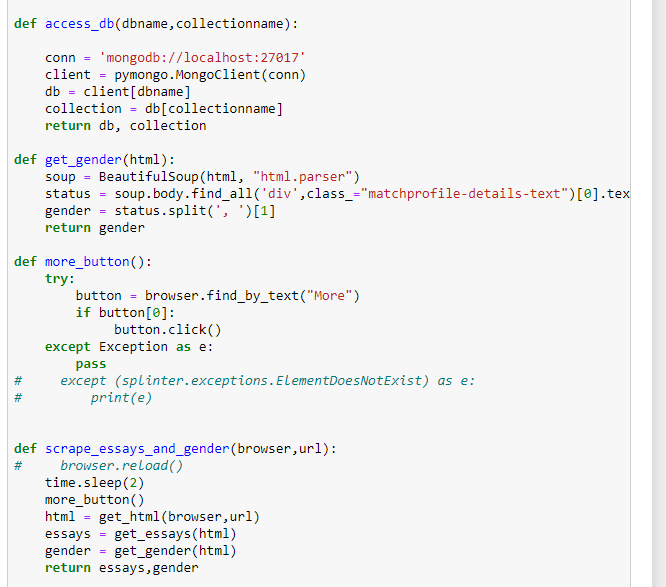 def access_db(dbname,collectionname):
    conn = 'mongodb://localhost:27017'
    client = pymongo.MongoClient(conn)
    db = client[dbname]
    collection = db[collectionname]
    return db, collection
def get_gender(html):
    soup = BeautifulSoup(html, "html.parser")
    status = soup.body.find_all('div',class_="matchprofile-details-text")[0].tex
    gender = status.split(', ')[1]
    return gender
def more_button():
    try:
        button = browser.find_by_text("More")
        if button[0]:
             button.click()
    except Exception as e:
        pass
#     except (splinter.exceptions.ElementDoesNotExist) as e:
#         print(e)
def scrape_essays_and_gender(browser,url):
#     browser.reload()
    time.sleep(2)
    more_button()
    html = get_html(browser,url)
    essays = get_essays(html)
    gender = get_gender(html)
    return essays,gender